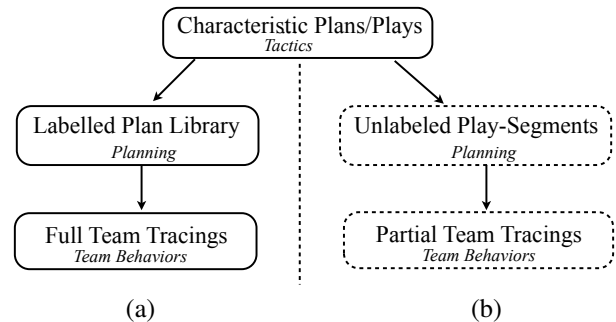 Characteristic Plans/Plays
Tactics
Labelled Plan Library
Planning
Unlabeled Play-Segments
Planning
Full Team Tracings
Team Behaviors
Partial Team Tracings
Team Behaviors
(a)
(b)